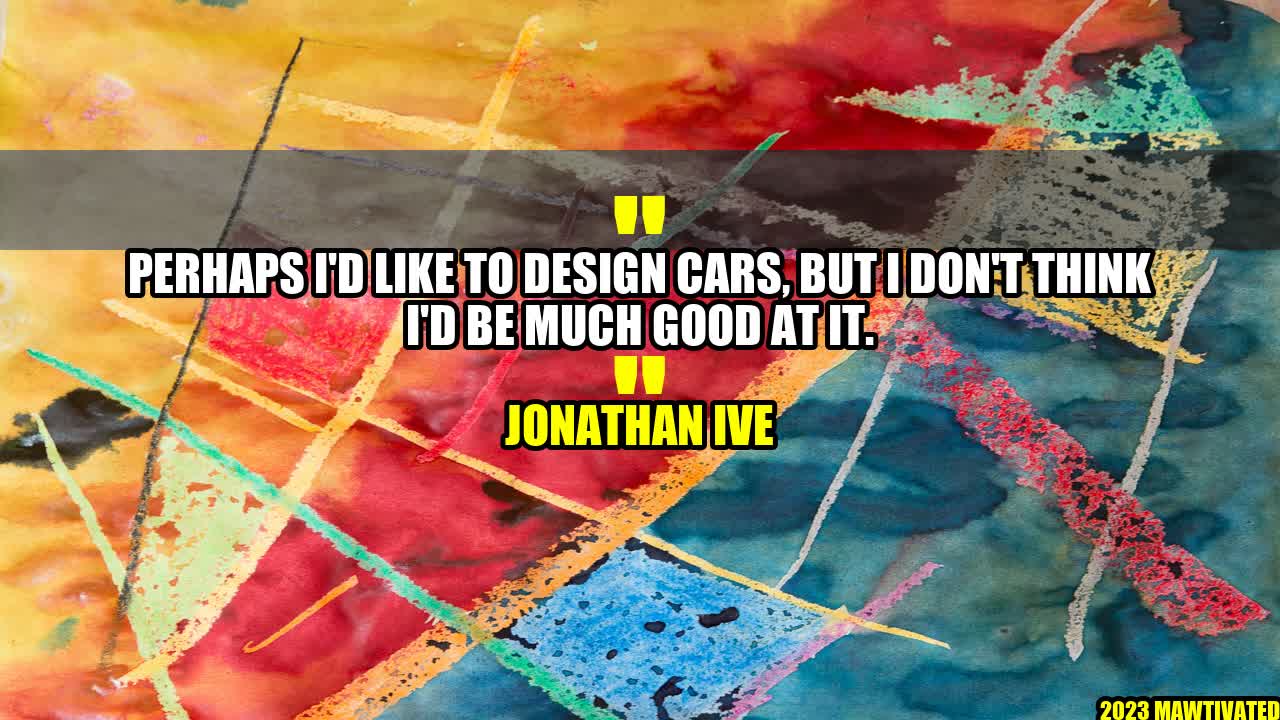 "
PERHAPS I'D LIKE TO DESIGN CARS, BUT I DON'T THINK
I'D BE MUCH GOOD AT IT.
"
JONATHAN IVE
2023 MAWTIVATED